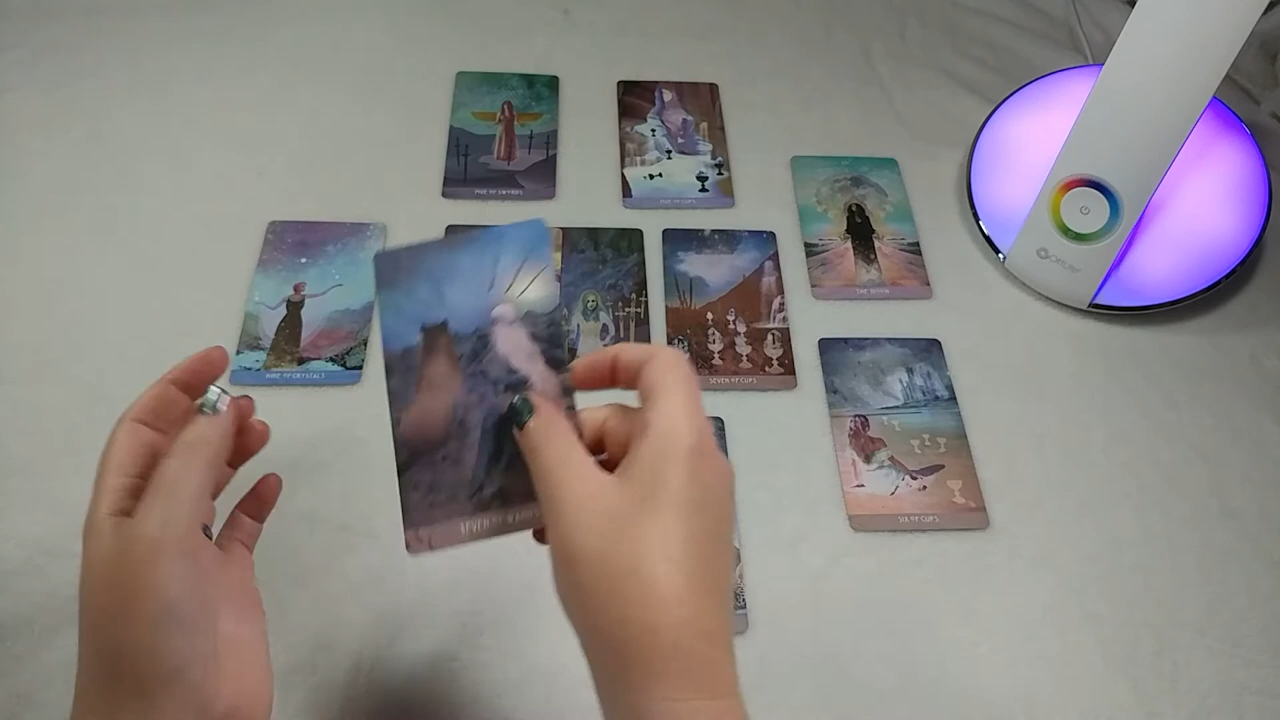 FIVE OF SWORDS
FIVE OF CUPS
THE MOON
NINE OF CRYSTALS
SEVEN OF CUPS
SEVEN OF WANDS
SIX OF CUPS